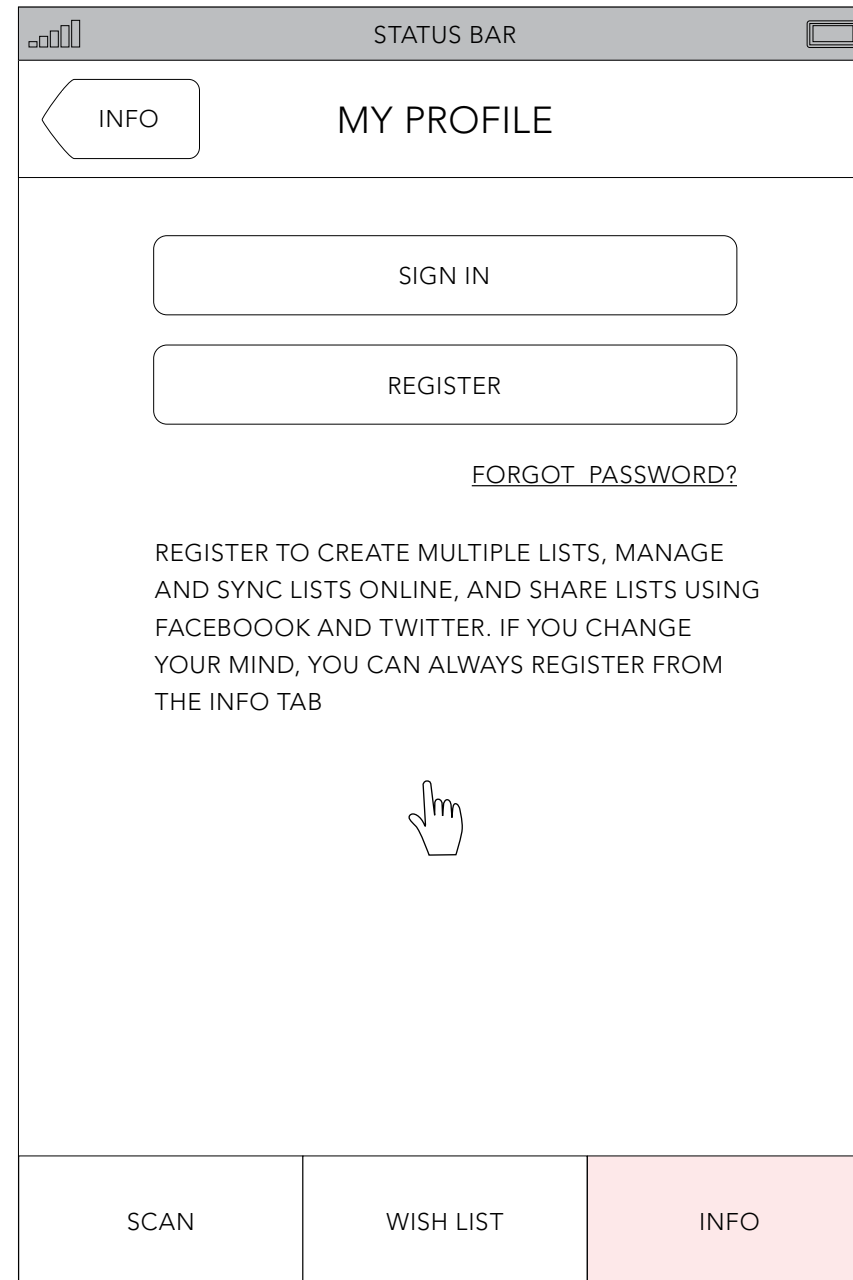 STATUS BAR
INFO
MY PROFILE
SIGN IN
REGISTER
FORGOT PASSWORD?
REGISTER TO CREATE MULTIPLE LISTS, MANAGE
AND SYNC LISTS ONLINE, AND SHARE LISTS USING
FACEBOOOK AND TWITTER. IF YOU CHANGE
YOUR MIND, YOU CAN ALWAYS REGISTER FROM
THE INFO TAB
SCAN
WISH LIST
INFO